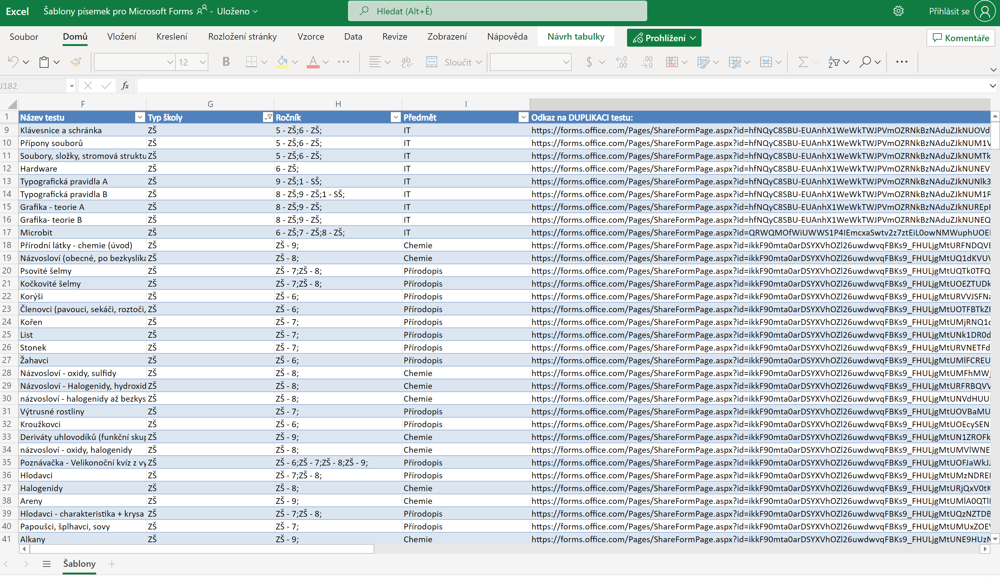 Excel Šablony písemek pro Microsoft Forms - Uloženo Hledat (Alt+Ě) Přihlásit se
Soubor Domů Vložení Kreslení Rozložení stránky Vzorce Data Revize Zobrazení Nápověda Návrh tabulky Prohlížení Komentáře
12 B A ab c Sloučit $ ,00 ,00 Σ
J182 fx
F G H I
1 Název testu Typ školy Ročník Předmět Odkaz na DUPLIKACI testu:
9 Klávesnice a schránka ZŠ 5 - ZŠ;6 - ZŠ; IT https://forms.office.com/Pages/ShareFormPage.aspx?id=hfNQyC8SBU-EUAnhX1WeWkTWJPVmOZRNkBzNAduZJkNUOVd
10 Přípony souborů ZŠ 5 - ZŠ;6 - ZŠ; IT https://forms.office.com/Pages/ShareFormPage.aspx?id=hfNQyC8SBU-EUAnhX1WeWkTWJPVmOZRNkBzNAduZJkNUM1V
11 Soubory, složky, stromová struktu ZŠ 5 - ZŠ;6 - ZŠ; IT https://forms.office.com/Pages/ShareFormPage.aspx?id=hfNQyC8SBU-EUAnhX1WeWkTWJPVmOZRNkBzNAduZJkNUMTk
12 Hardware ZŠ 6 - ZŠ; IT https://forms.office.com/Pages/ShareFormPage.aspx?id=hfNQyC8SBU-EUAnhX1WeWkTWJPVmOZRNkBzNAduZJkNUNEV
13 Typografická pravidla A ZŠ 9 - ZŠ;1 - SŠ; IT https://forms.office.com/Pages/ShareFormPage.aspx?id=hfNQyC8SBU-EUAnhX1WeWkTWJPVmOZRNkBzNAduZJkNUNlk3
14 Typografická pravidla B ZŠ 8 - ZŠ;9 - ZŠ;1 - SŠ; IT https://forms.office.com/Pages/ShareFormPage.aspx?id=hfNQyC8SBU-EUAnhX1WeWkTWJPVmOZRNkBzNAduZJkNUM1R
15 Grafika - teorie A ZŠ 8 - ZŠ;9 - ZŠ; IT https://forms.office.com/Pages/ShareFormPage.aspx?id=hfNQyC8SBU-EUAnhX1WeWkTWJPVmOZRNkBzNAduZJkNUREpF
16 Grafika- teorie B ZŠ 8 - ZŠ;9 - ZŠ; IT https://forms.office.com/Pages/ShareFormPage.aspx?id=hfNQyC8SBU-EUAnhX1WeWkTWJPVmOZRNkBzNAduZJkNUNEQ
17 Microbit ZŠ 6 - ZŠ;7 - ZŠ;8 - ZŠ; IT https://forms.office.com/Pages/ShareFormPage.aspx?id=QRWQMOfWiUWWS1P4IEmcxaSwtv2z7ztEiL0owNMWuphUOE
18 Přírodní látky - chemie (úvod) ZŠ ZŠ - 9; Chemie https://forms.office.com/Pages/ShareFormPage.aspx?id=ikkF90mta0arDSYXVhOZl26uwdwvqFBKs9_FHULjgMtURFNDQVE
19 Názvosloví (obecné, po bezkyslíka ZŠ ZŠ - 8; Chemie https://forms.office.com/Pages/ShareFormPage.aspx?id=ikkF90mta0arDSYXVhOZl26uwdwvqFBKs9_FHULjgMtUQ1dKVUV
20 Psovité šelmy ZŠ ZŠ - 7;ZŠ - 8; Přírodopis https://forms.office.com/Pages/ShareFormPage.aspx?id=ikkF90mta0arDSYXVhOZl26uwdwvqFBKs9_FHULjgMtUQTk0TFQ
21 Kočkovité šelmy ZŠ ZŠ - 7;ZŠ - 8; Přírodopis https://forms.office.com/Pages/ShareFormPage.aspx?id=ikkF90mta0arDSYXVhOZl26uwdwvqFBKs9_FHULjgMtUOEZTUDk
22 Korýši ZŠ ZŠ - 6; Přírodopis https://forms.office.com/Pages/ShareFormPage.aspx?id=ikkF90mta0arDSYXVhOZl26uwdwvqFBKs9_FHULjgMtURVVJSFNa
23 Členovci (pavouci, sekáči, roztoči, ZŠ ZŠ - 6; Přírodopis https://forms.office.com/Pages/ShareFormPage.aspx?id=ikkF90mta0arDSYXVhOZl26uwdwvqFBKs9_FHULjgMtUOTFBTkZF
24 Kořen ZŠ ZŠ - 7; Přírodopis https://forms.office.com/Pages/ShareFormPage.aspx?id=ikkF90mta0arDSYXVhOZl26uwdwvqFBKs9_FHULjgMtUMjRNQ1
25 List ZŠ ZŠ - 7; Přírodopis https://forms.office.com/Pages/ShareFormPage.aspx?id=ikkF90mta0arDSYXVhOZl26uwdwvqFBKs9_FHULjgMtUNk1DR0d
26 Stonek ZŠ ZŠ - 7; Přírodopis https://forms.office.com/Pages/ShareFormPage.aspx?id=ikkF90mta0arDSYXVhOZl26uwdwvqFBKs9_FHULjgMtURVNETFd
27 Žahavci ZŠ ZŠ - 6; Přírodopis https://forms.office.com/Pages/ShareFormPage.aspx?id=ikkF90mta0arDSYXVhOZl26uwdwvqFBKs9_FHULjgMtUMlFCREU
28 Názvosloví - oxidy, sulfidy ZŠ ZŠ - 8; Chemie https://forms.office.com/Pages/ShareFormPage.aspx?id=ikkF90mta0arDSYXVhOZl26uwdwvqFBKs9_FHULjgMtUMFhMWj
29 Názvosloví - Halogenidy, hydroxid ZŠ ZŠ - 8; Chemie https://forms.office.com/Pages/ShareFormPage.aspx?id=ikkF90mta0arDSYXVhOZl26uwdwvqFBKs9_FHULjgMtURFRBQVV
30 názvosloví - halogenidy až bezkys ZŠ ZŠ - 8; Chemie https://forms.office.com/Pages/ShareFormPage.aspx?id=ikkF90mta0arDSYXVhOZl26uwdwvqFBKs9_FHULjgMtUNVdHUU
31 Výtrusné rostliny ZŠ ZŠ - 7; Přírodopis https://forms.office.com/Pages/ShareFormPage.aspx?id=ikkF90mta0arDSYXVhOZl26uwdwvqFBKs9_FHULjgMtUOVBaMU
32 Kroužkovci ZŠ ZŠ - 6; Přírodopis https://forms.office.com/Pages/ShareFormPage.aspx?id=ikkF90mta0arDSYXVhOZl26uwdwvqFBKs9_FHULjgMtUOEcySEN
33 Deriváty uhlovodíků (funkční skup ZŠ ZŠ - 9; Chemie https://forms.office.com/Pages/ShareFormPage.aspx?id=ikkF90mta0arDSYXVhOZl26uwdwvqFBKs9_FHULjgMtUN1ZROFk
34 názvosloví - oxidy, halogenidy ZŠ ZŠ - 8; Chemie https://forms.office.com/Pages/ShareFormPage.aspx?id=ikkF90mta0arDSYXVhOZl26uwdwvqFBKs9_FHULjgMtUMVlWNE
35 Poznávačka - Velikonoční kvíz z vy ZŠ ZŠ - 6;ZŠ - 7;ZŠ - 8;ZŠ - 9; Přírodopis https://forms.office.com/Pages/ShareFormPage.aspx?id=ikkF90mta0arDSYXVhOZl26uwdwvqFBKs9_FHULjgMtUOFJaWkJ
36 Hlodavci ZŠ ZŠ - 7;ZŠ - 8; Přírodopis https://forms.office.com/Pages/ShareFormPage.aspx?id=ikkF90mta0arDSYXVhOZl26uwdwvqFBKs9_FHULjgMtUMzNDRE
37 Halogenidy ZŠ ZŠ - 8; Chemie https://forms.office.com/Pages/ShareFormPage.aspx?id=ikkF90mta0arDSYXVhOZl26uwdwvqFBKs9_FHULjgMtURjQxV0tK
38 Areny ZŠ ZŠ - 9; Chemie https://forms.office.com/Pages/ShareFormPage.aspx?id=ikkF90mta0arDSYXVhOZl26uwdwvqFBKs9_FHULjgMtUMlA0QTl
39 Hlodavci - charakteristika + krysa ZŠ ZŠ - 7;ZŠ - 8; Přírodopis https://forms.office.com/Pages/ShareFormPage.aspx?id=ikkF90mta0arDSYXVhOZl26uwdwvqFBKs9_FHULjgMtUQzNZTDB
40 Papoušci, šplhavci, sovy ZŠ ZŠ - 7; Přírodopis https://forms.office.com/Pages/ShareFormPage.aspx?id=ikkF90mta0arDSYXVhOZl26uwdwvqFBKs9_FHULjgMtUMUxZOEV
41 Alkany ZŠ ZŠ - 9; Chemie https://forms.office.com/Pages/ShareFormPage.aspx?id=ikkF90mta0arDSYXVhOZl26uwdwvqFBKs9_FHULjgMtUNE9HUzN
Šablony